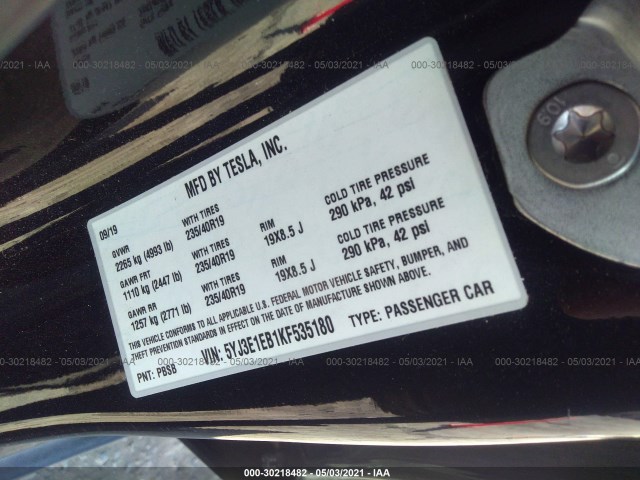 000-30218482 - 05/03/2021 - IAA
000-30218482 - 05/03/2021 - IAA
000-30218482 - 05/03/2021 - IAA
MFD BY TESLA, INC.
09/19
GVWR
2265 kg (4993 lb)
WITH TIRES
235/40R19
RIM
19X8.5 J
COLD TIRE PRESSURE
290 kPa, 42 psi
GAWR FRT
1110 kg (2447 lb)
WITH TIRES
235/40R19
RIM
19X8.5 J
COLD TIRE PRESSURE
290 kPa, 42 psi
GAWR RR
1257 kg (2771 lb)
WITH TIRES
235/40R19
THIS VEHICLE CONFORMS TO ALL APPLICABLE U.S. FEDERAL MOTOR VEHICLE SAFETY, BUMPER, AND
THEFT PREVENTION STANDARDS IN EFFECT ON THE DATE OF MANUFACTURE SHOWN ABOVE.
VIN: 5YJ3E1EB1KF535180
TYPE: PASSENGER CAR
PNT: PBSB
10.9
000-30218482 - 05/03/2021 - IAA
000-30218482 - 05/03/2021 - IAA
000-30218482 - 05/03/2021 - IAA
000-30218482 - 05/03/2021 - IAA